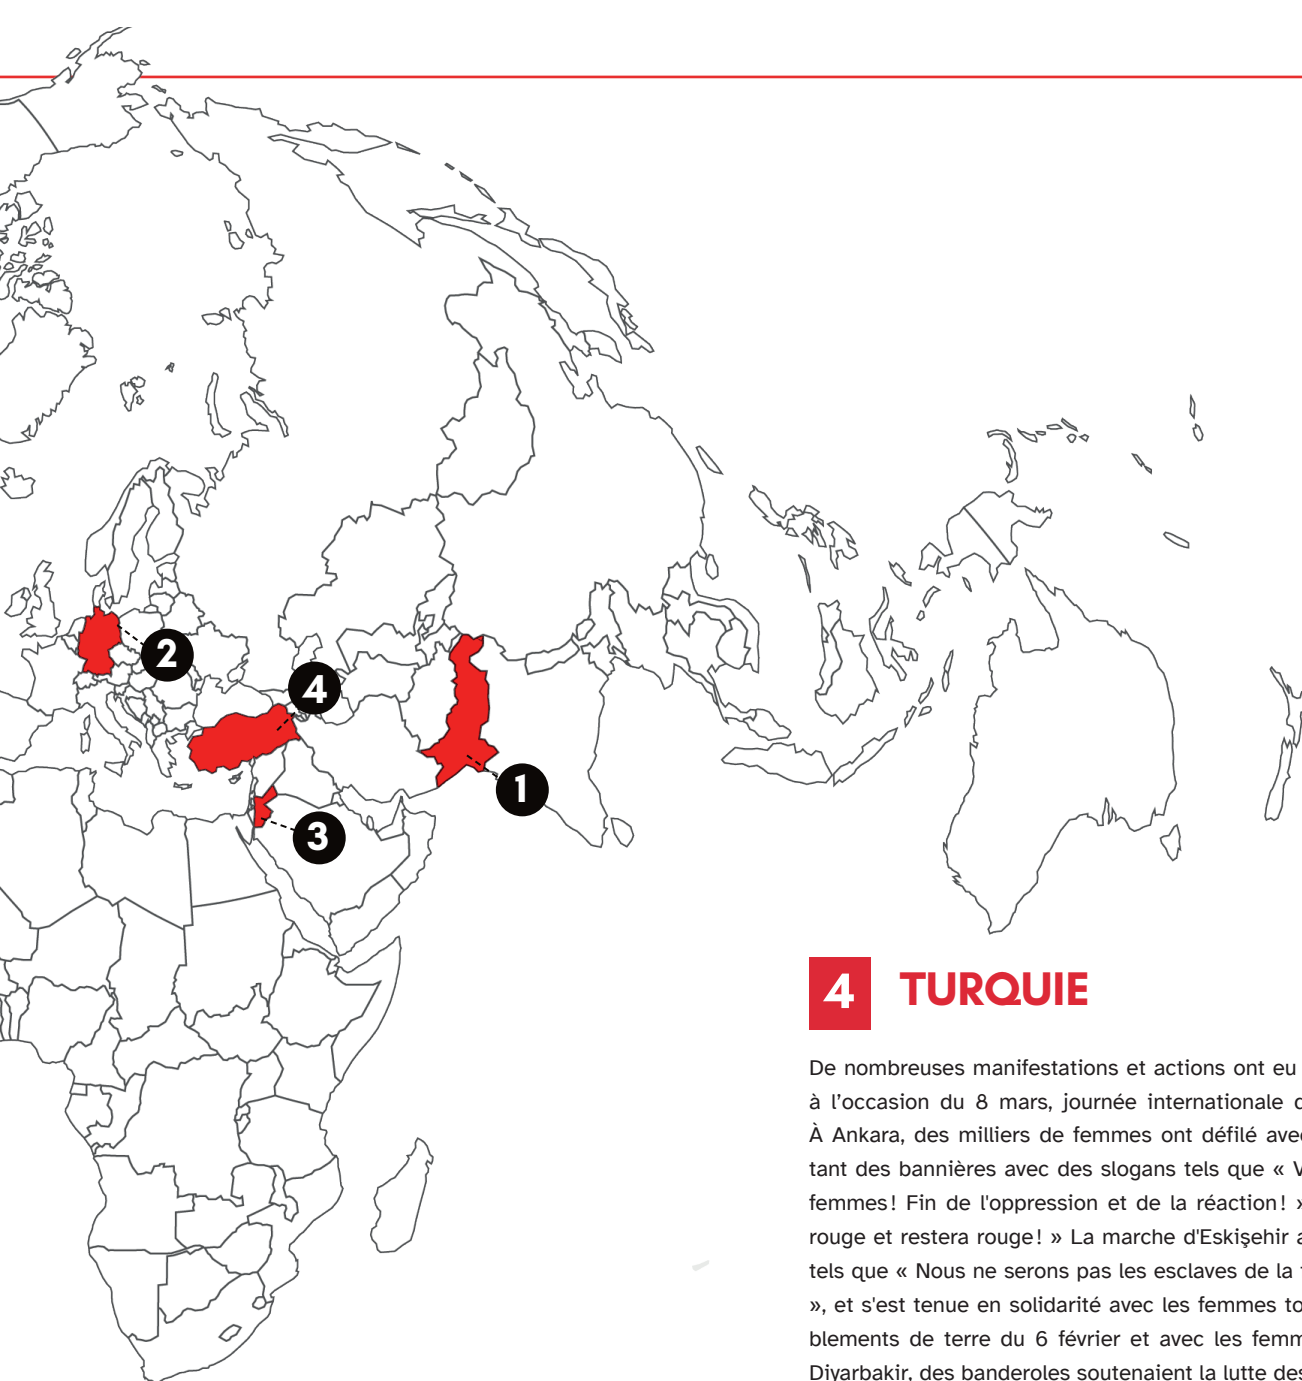 2
4
1
3
4 TURQUIE
De nombreuses manifestations et actions ont eu
à l’occasion du 8 mars, journée internationale
À Ankara, des milliers de femmes ont défilé
tant des bannières avec des slogans tels que «
femmes! Fin de l'oppression et de la réaction! »
rouge et restera rouge! » La marche d'Eskişehir
tels que « Nous ne serons pas les esclaves de la
», et s'est tenue en solidarité avec les femmes
blements de terre du 6 février et avec les
Diyarbakir, des banderoles soutenaient la lutte des